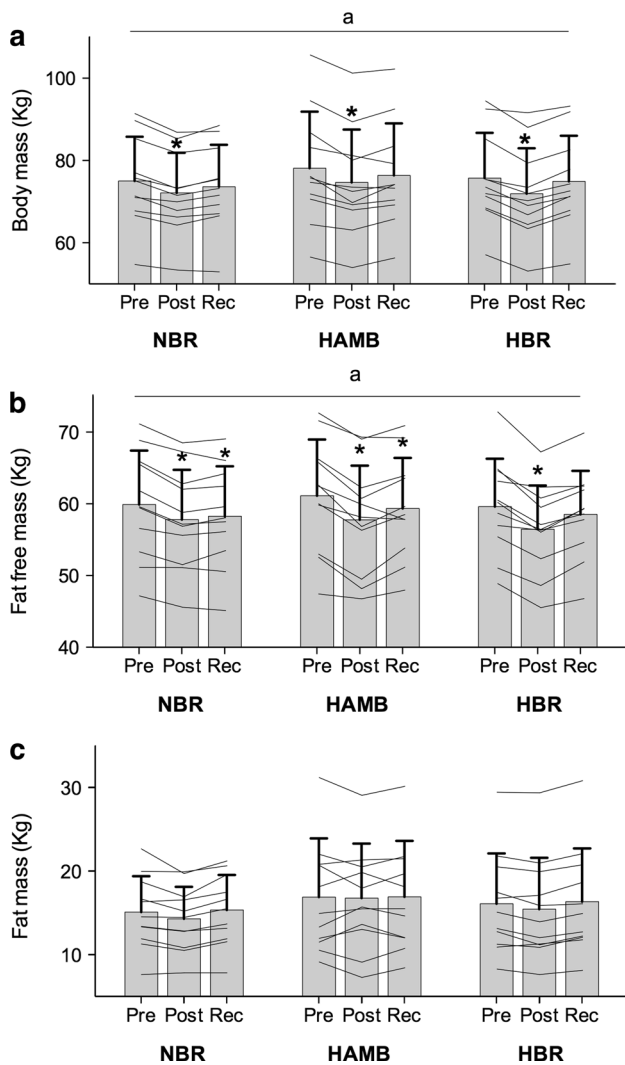 a
a
Body mass (Kg)
100
80
60
*
*
*
Pre Post Rec Pre Post Rec Pre Post Rec
NBR HAMB HBR
b
a
Fat free mass (Kg)
70
60
50
40
* *
* *
*
Pre Post Rec Pre Post Rec Pre Post Rec
NBR HAMB HBR
c
Fat mass (Kg)
30
20
10
Pre Post Rec Pre Post Rec Pre Post Rec
NBR HAMB HBR